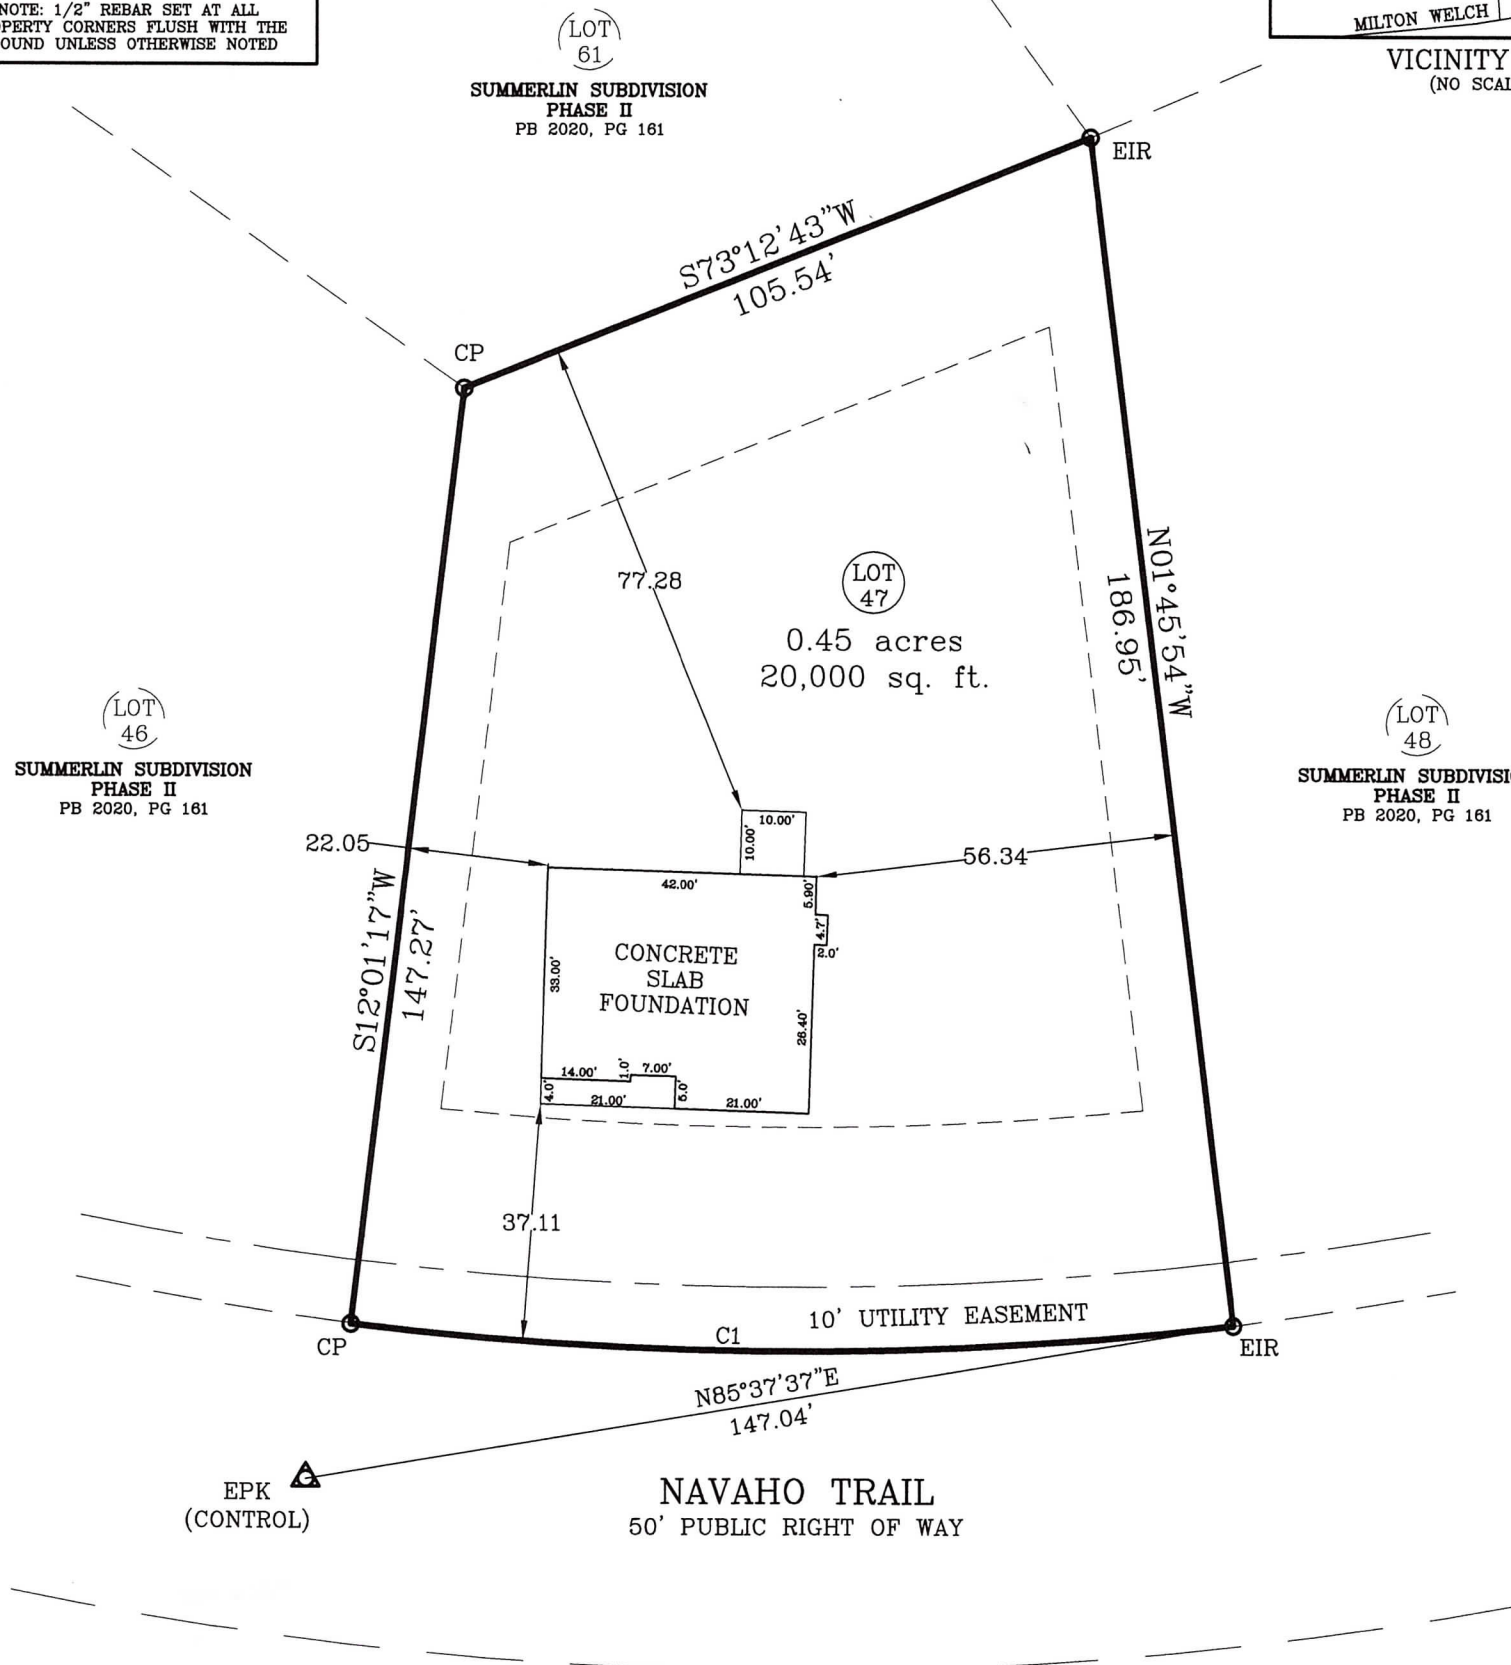 NOTE: 1/2" REBAR SET AT ALL
OPERTY CORNERS FLUSH WITH THE
OUND UNLESS OTHERWISE NOTED
LOT
61
SUMMERLIN SUBDIVISION
PHASE II
PB 2020, PG 161
MILTON WELCH
VICINITY
(NO SCAL
EIR
S73°12'43"W
105.54'
CP
77.28
LOT
47
0.45 acres
20,000 sq. ft.
N01°45'54"W
186.95'
LOT
46
SUMMERLIN SUBDIVISION
PHASE II
PB 2020, PG 161
LOT
48
SUMMERLIN SUBDIVISI
PHASE II
PB 2020, PG 161
22.05
10.00'
10.00'
56.34
42.00'
5.90'
4.7'
2.0'
S12°01'17"W
147.27'
33.00'
CONCRETE
SLAB
FOUNDATION
26.40'
14.00'
1.0'
7.00'
4.0'
21.00'
5.0'
21.00'
37.11
10' UTILITY EASEMENT
C1
CP
EIR
N85°37'37"E
147.04'
EPK
(CONTROL)
NAVAHO TRAIL
50' PUBLIC RIGHT OF WAY